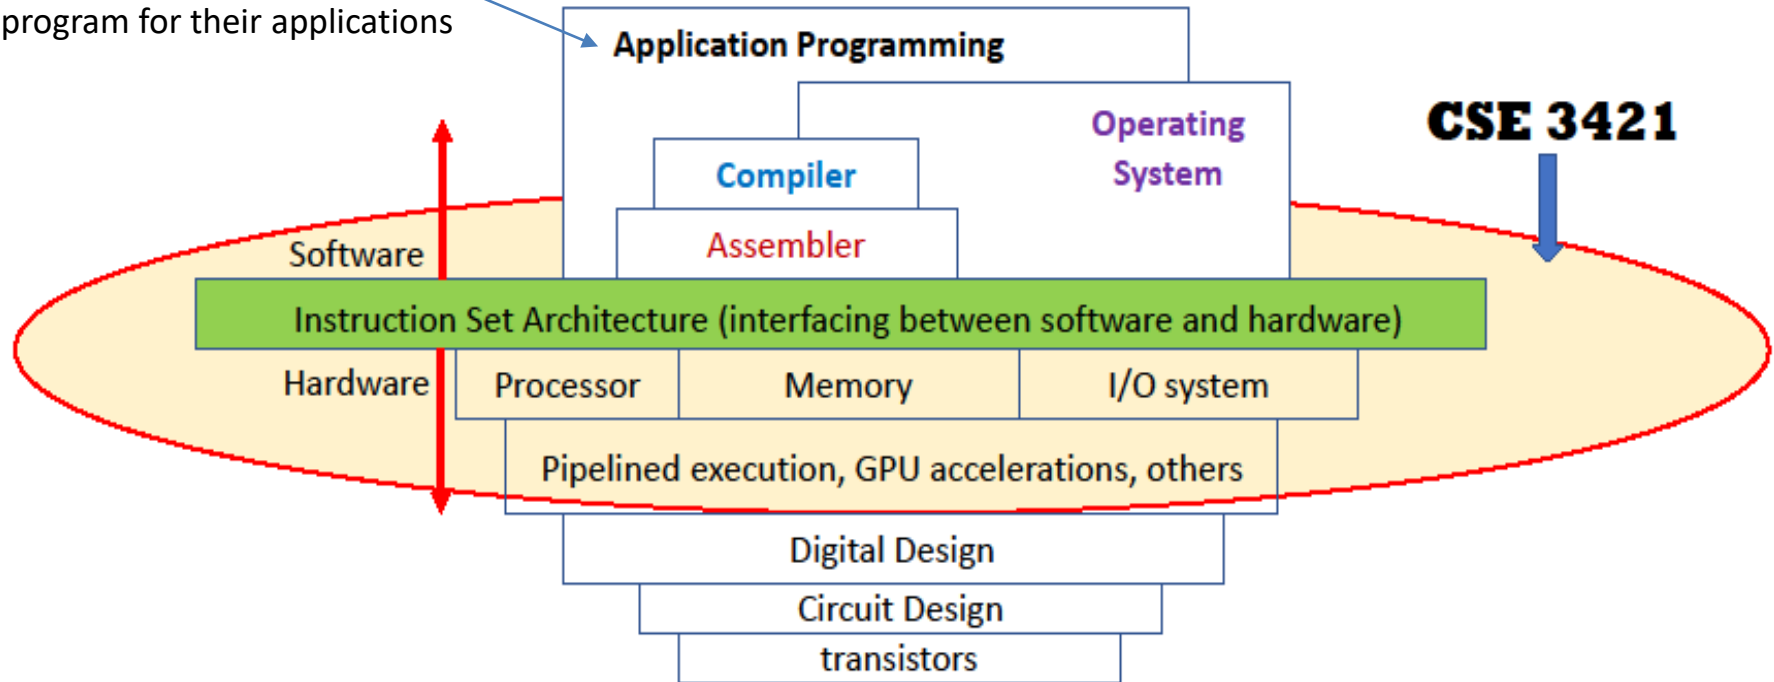 program for their applications
Application Programming
Operating
System
CSE 3421
Compiler
Assembler
Software
Instruction Set Architecture (interfacing between software and hardware)
Hardware
Processor
Memory
I/O system
Pipelined execution, GPU accelerations, others
Digital Design
Circuit Design
transistors